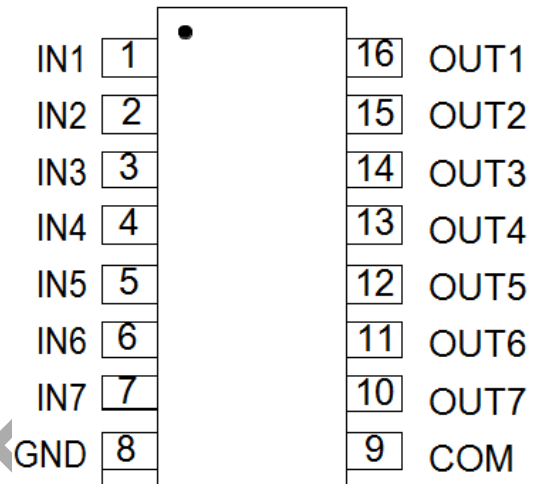 IN1 1 16 OUT1
IN2 2 15 OUT2
IN3 3 14 OUT3
IN4 4 13 OUT4
IN5 5 12 OUT5
IN6 6 11 OUT6
IN7 7 10 OUT7
GND 8 9 COM